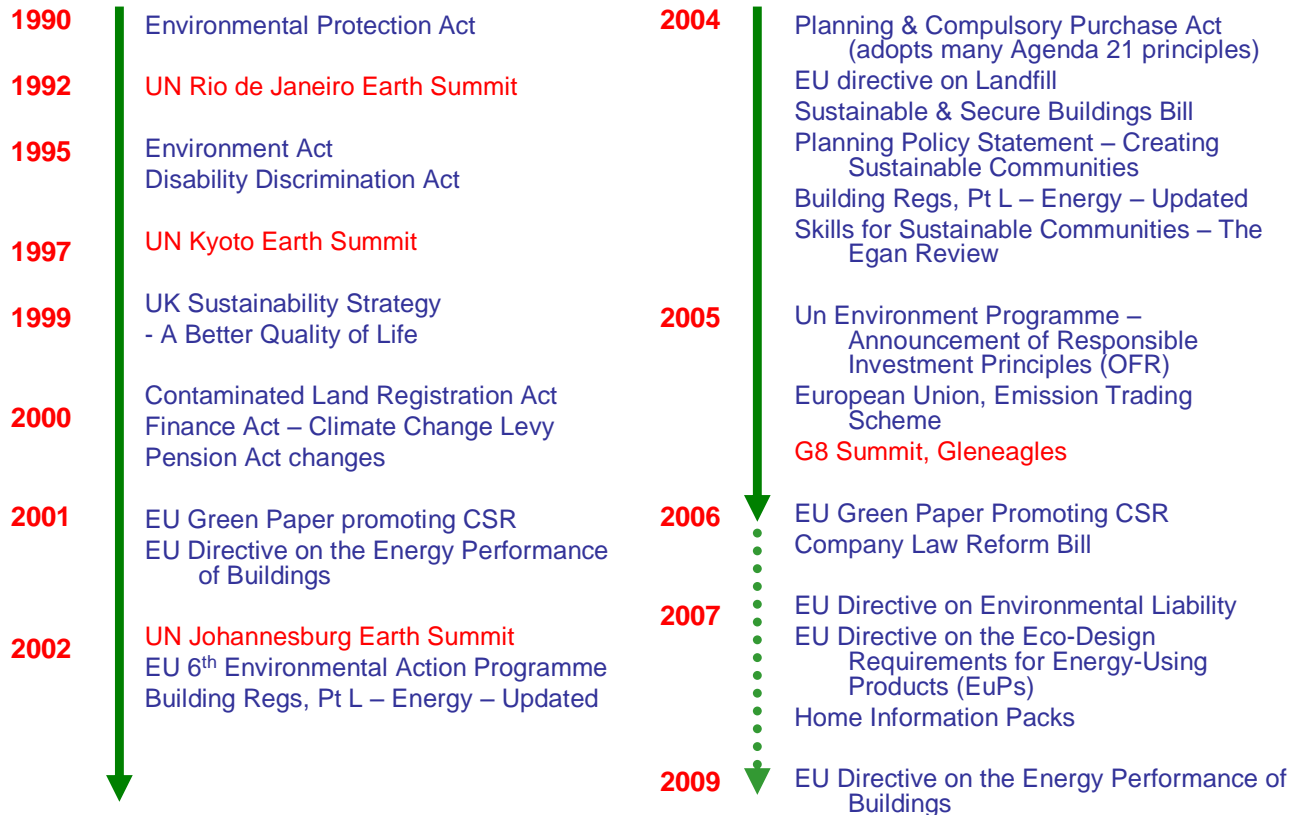 1990
Environmental Protection Act
1992
UN Rio de Janeiro Earth Summit
1995
Environment Act
Disability Discrimination Act
1997
UN Kyoto Earth Summit
1999
UK Sustainability Strategy
- A Better Quality of Life
2000
Contaminated Land Registration Act
Finance Act – Climate Change Levy
Pension Act changes
2001
EU Green Paper promoting CSR
EU Directive on the Energy Performance
of Buildings
2002
UN Johannesburg Earth Summit
EU 6th Environmental Action Programme
Building Regs, Pt L – Energy – Updated
2004
Planning & Compulsory Purchase Act
(adopts many Agenda 21 principles)
EU directive on Landfill
Sustainable & Secure Buildings Bill
Planning Policy Statement – Creating
Sustainable Communities
Building Regs, Pt L – Energy – Updated
Skills for Sustainable Communities – The
Egan Review
2005
Un Environment Programme –
Announcement of Responsible
Investment Principles (OFR)
European Union, Emission Trading
Scheme
G8 Summit, Gleneagles
2006
EU Green Paper Promoting CSR
Company Law Reform Bill
2007
EU Directive on Environmental Liability
EU Directive on the Eco-Design
Requirements for Energy-Using
Products (EuPs)
Home Information Packs
2009
EU Directive on the Energy Performance of
Buildings